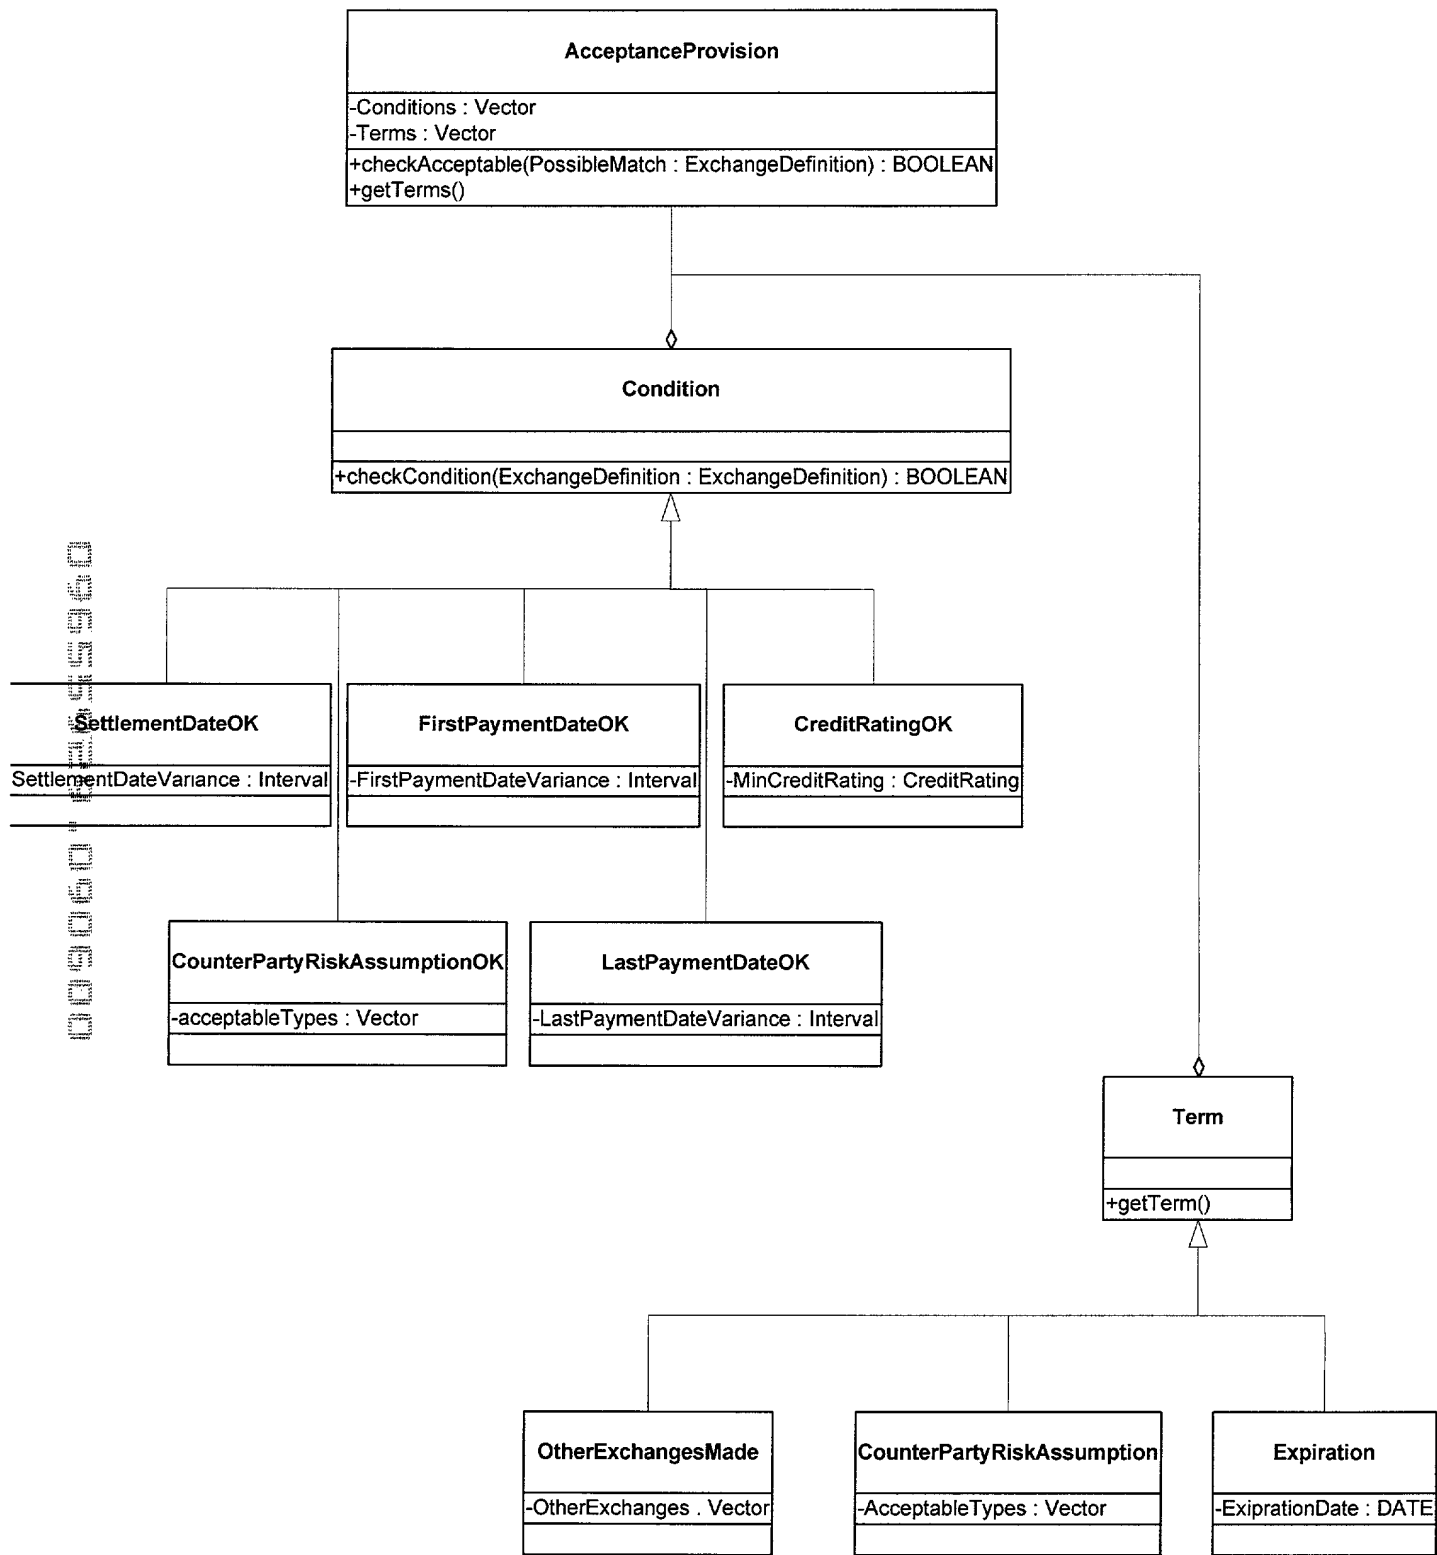 AcceptanceProvision
-Conditions : Vector
-Terms : Vector
+checkAcceptable(PossibleMatch : ExchangeDefinition) : BOOLEAN
+getTerms()
Condition
+checkCondition(ExchangeDefinition : ExchangeDefinition) : BOOLEAN
SettlementDateOK
SettlementDateVariance : Interval
FirstPaymentDateOK
-FirstPaymentDateVariance : Interval
CreditRatingOK
-MinCreditRating : CreditRating
CounterPartyRiskAssumptionOK
-acceptableTypes : Vector
LastPaymentDateOK
-LastPaymentDateVariance : Interval
Term
+getTerm()
OtherExchangesMade
-OtherExchanges . Vector
CounterPartyRiskAssumption
-AcceptableTypes : Vector
Expiration
-ExiprationDate : DATE